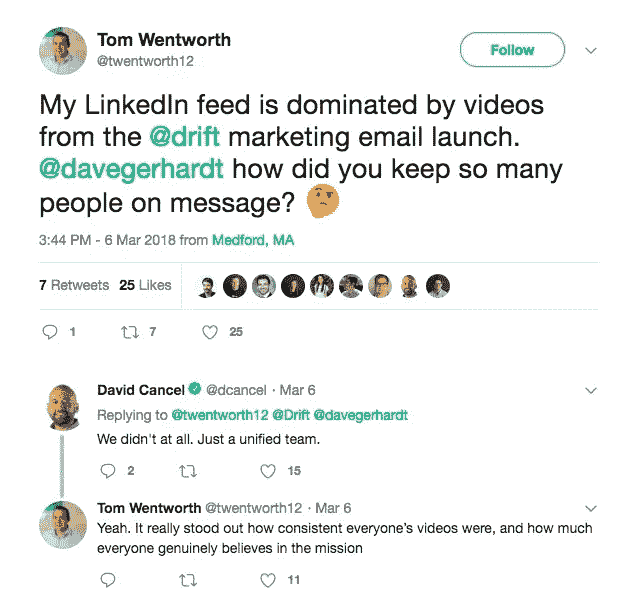 Tom Wentworth
@twentworth12
Follow
My LinkedIn feed is dominated by videos
from the @drift marketing email launch.
@davegerhardt how did you keep so many
people on message?
3:44 PM - 6 Mar 2018 from Medford, MA
7 Retweets 25 Likes
1 7 25
David Cancel @dcancel · Mar 6
Replying to @twentworth12 @Drift @davegerhardt
We didn't at all. Just a unified team.
2 15
Tom Wentworth @twentworth12 · Mar 6
Yeah. It really stood out how consistent everyone's videos were, and how much
everyone genuinely believes in the mission
11